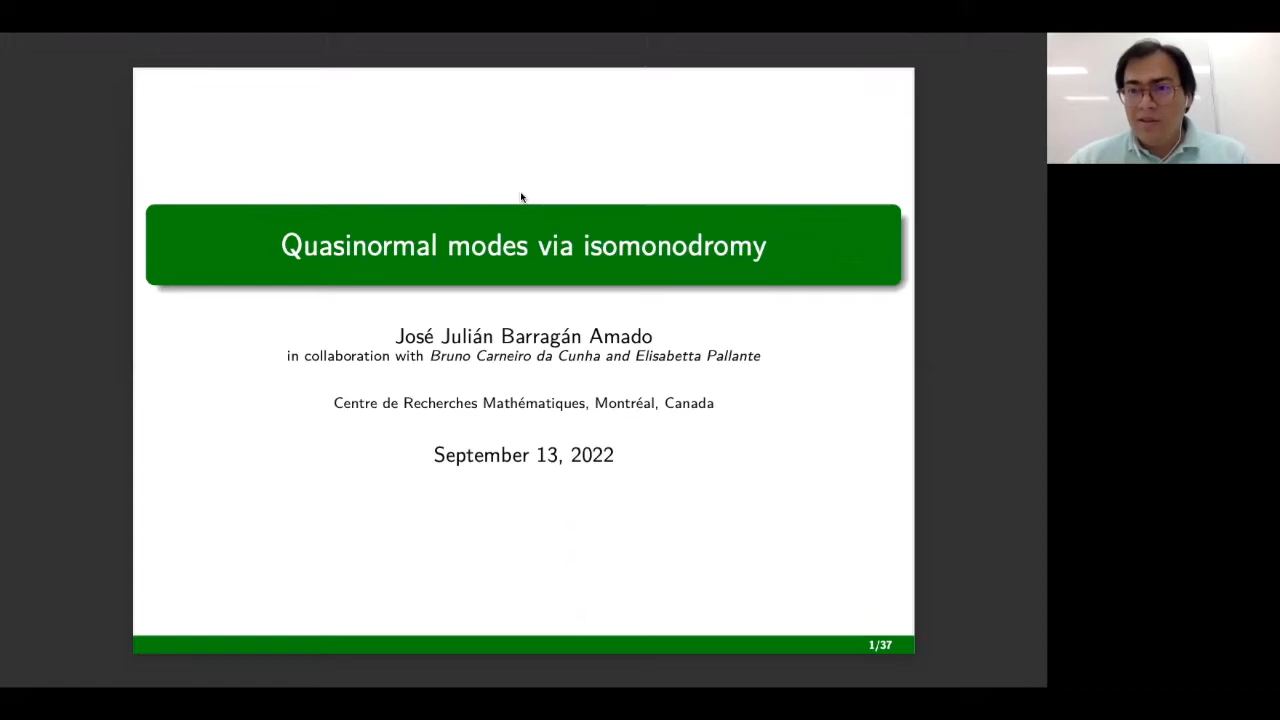 Quasinormal modes via isomonodromy
José Julián Barragán Amado
in collaboration with Bruno Carneiro da Cunha and Elisabetta Pallante
Centre de Recherches Mathématiques, Montréal, Canada
September 13, 2022
1/37